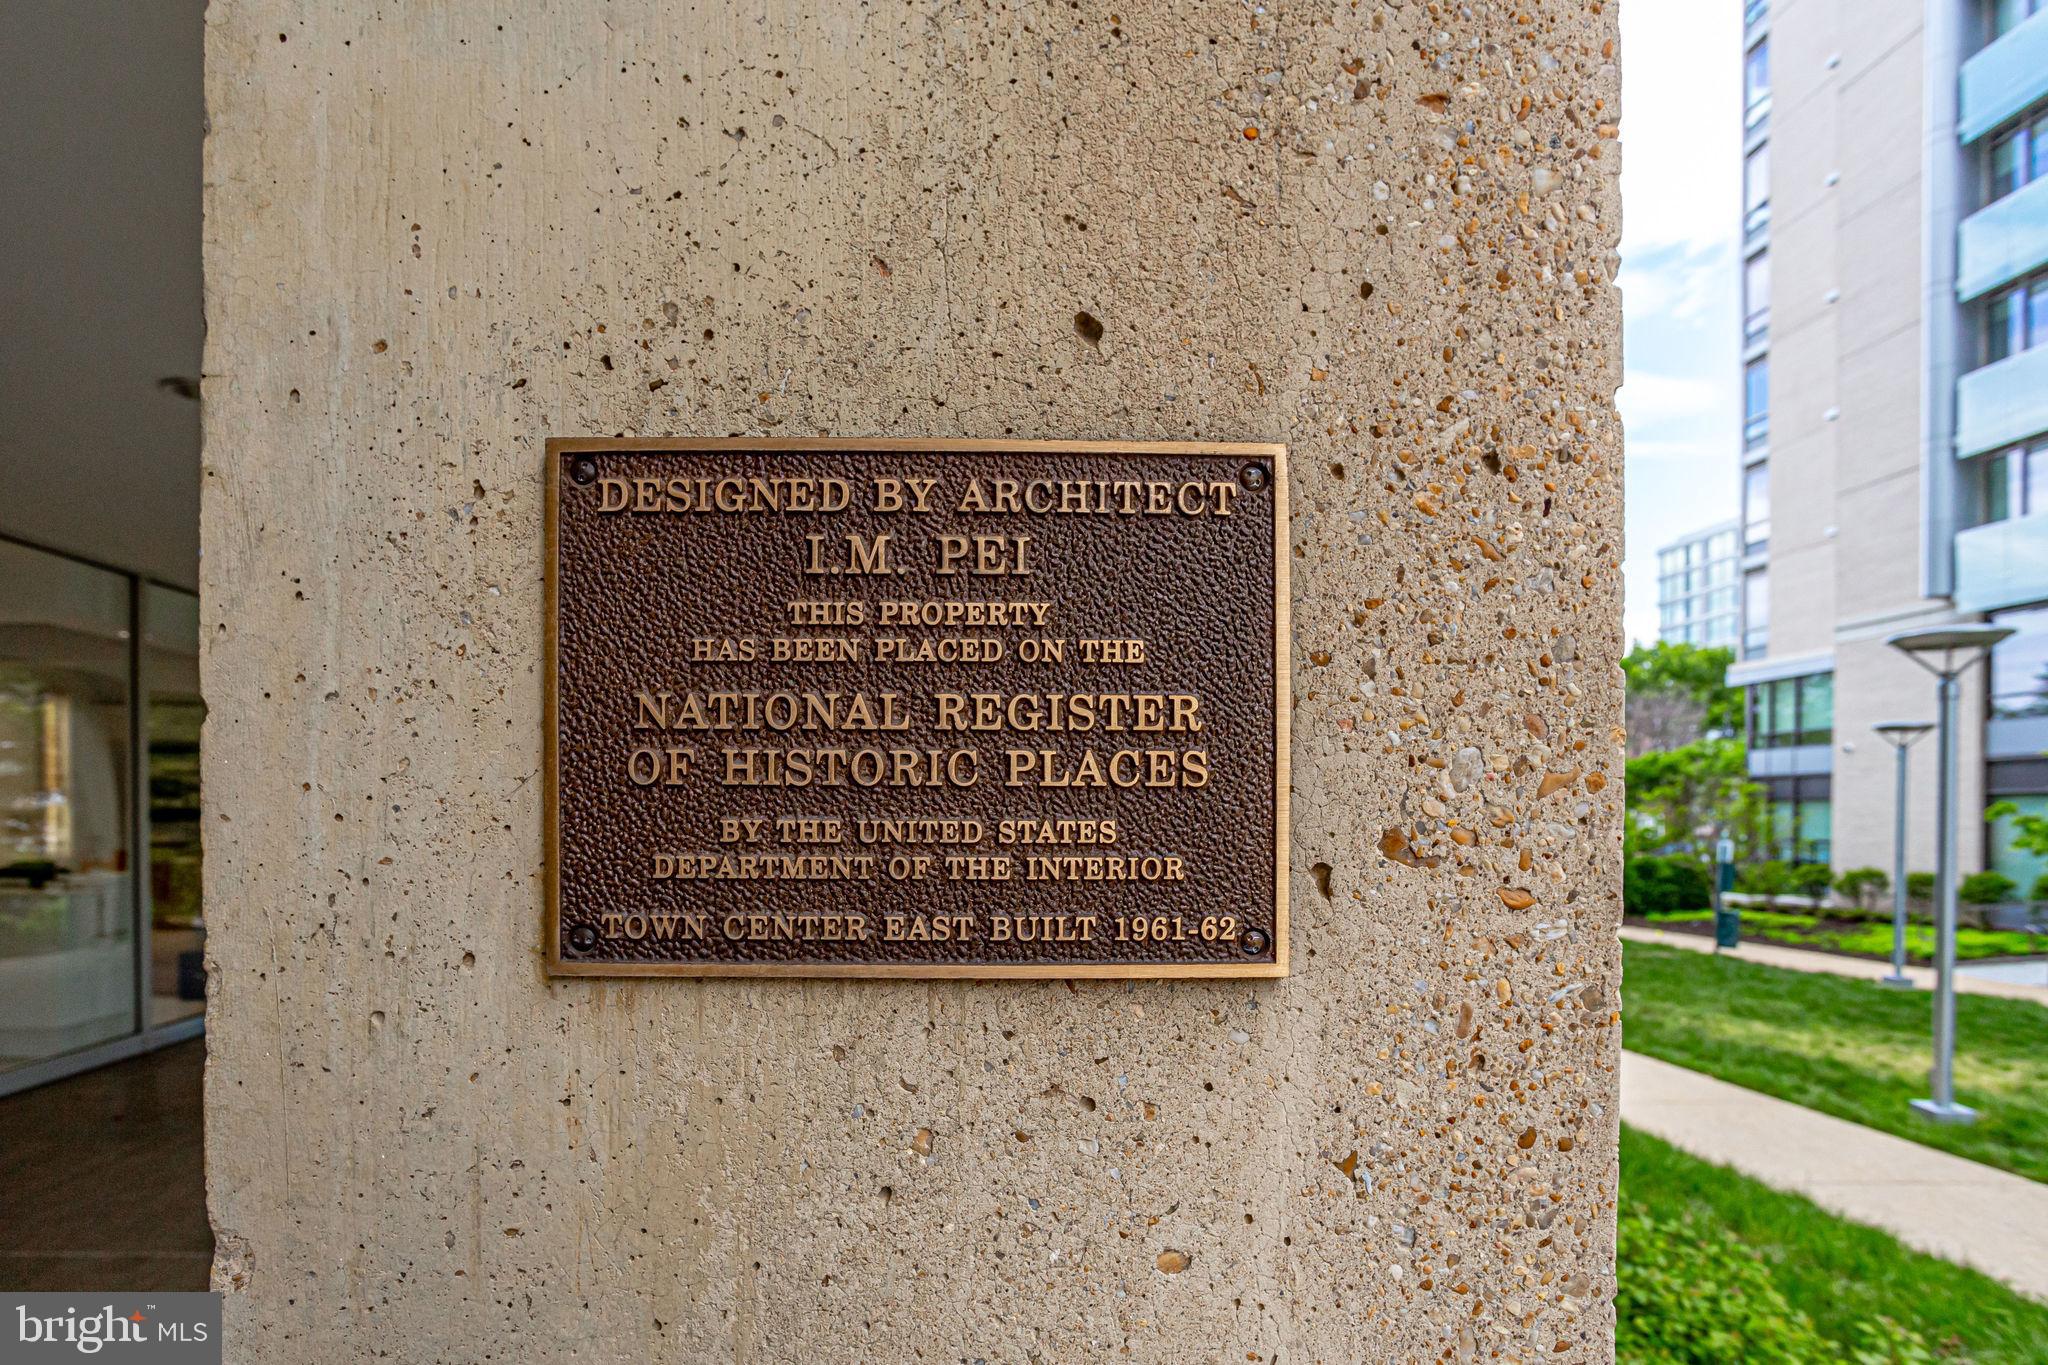 DESIGNED BY ARCHITECT
I.M. PEI
THIS PROPERTY
HAS BEEN PLACED ON THE
NATIONAL REGISTER
OF HISTORIC PLACES
BY THE UNITED STATES
DEPARTMENT OF THE INTERIOR
TOWN CENTER EAST BUILT 1961-62
bright™ MLS